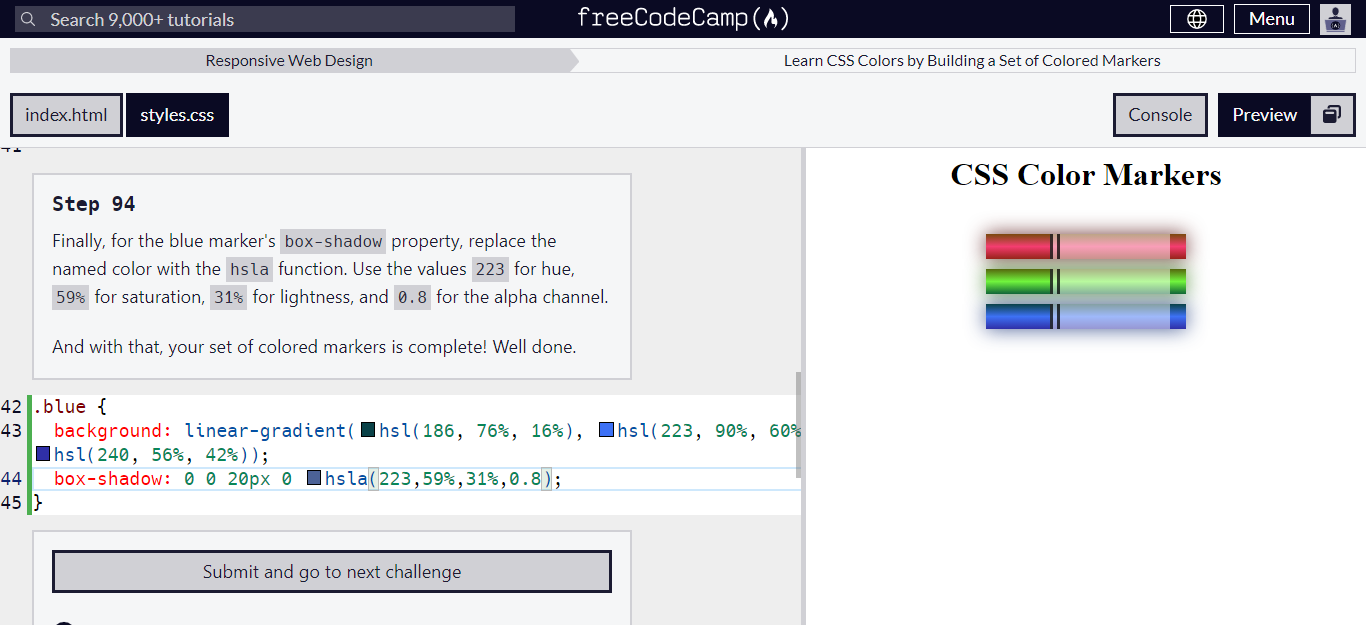 Search 9,000+ tutorials
freeCodeCamp
Menu
Responsive Web Design
Learn CSS Colors by Building a Set of Colored Markers
index.html
styles.css
Console
Preview
Step 94
Finally, for the blue marker's box-shadow property, replace the
named color with the hsla function. Use the values 223 for hue,
59% for saturation, 31% for lightness, and 0.8 for the alpha channel.
And with that, your set of colored markers is complete! Well done.
42 .blue {
43 background: linear-gradient(hsl(186, 76%, 16%), hsl(223, 90%, 60%
hsl(240, 56%, 42%));
44 box-shadow: 0 0 20px 0 hsla(223,59%,31%,0.8);
45 }
Submit and go to next challenge
CSS Color Markers